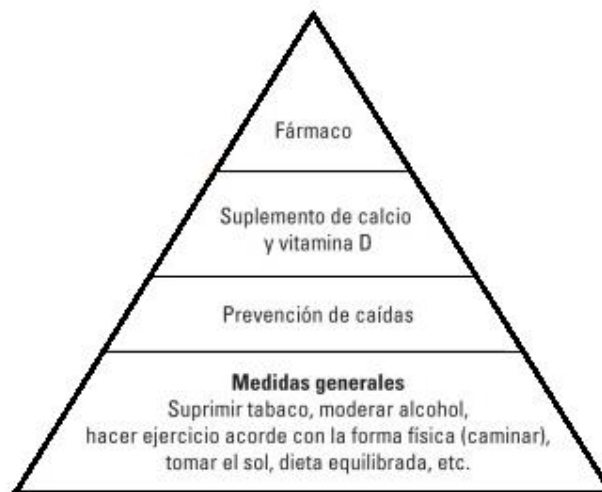 Fármaco
Suplemento de calcio
y vitamina D
Prevención de caídas
Medidas generales
Suprimir tabaco, moderar alcohol,
hacer ejercicio acorde con la forma física (caminar),
tomar el sol, dieta equilibrada, etc.